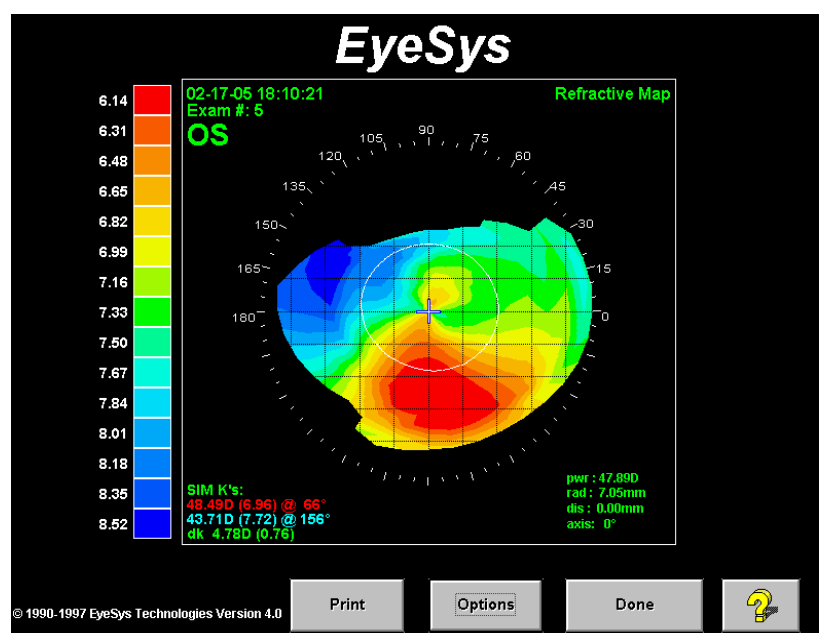 EyeSys
02-17-05 18:10:21
Refractive Map
Exam #: 5
OS
6.14
6.31
6.48
6.65
6.82
6.99
7.16
7.33
7.50
7.67
7.84
8.01
8.18
8.35
8.52
90
105
75
120
60
135
45
150
30
165
15
180
0
SIM K's:
48.49D (6.96) @ 66°
43.71D (7.72) @ 156°
dk 4.78D (0.76)
pwr : 47.89D
rad : 7.05mm
dis : 0.00mm
axis: 0°
© 1990-1997 EyeSys Technologies Version 4.0
Print
Options
Done
?